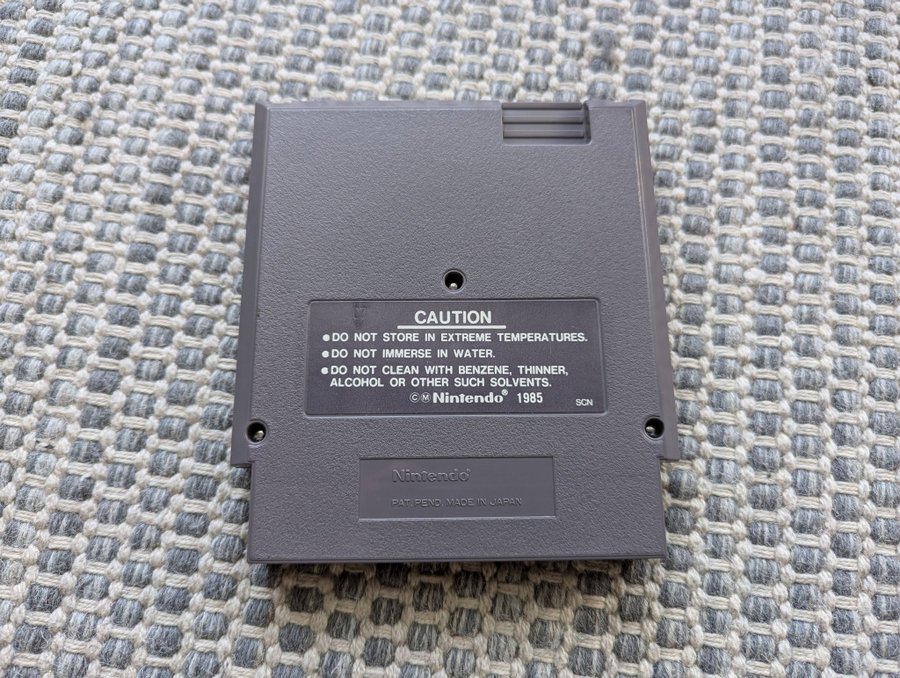 CAUTION
●DO NOT STORE IN EXTREME TEMPERATURES.
●DO NOT IMMERSE IN WATER.
●DO NOT CLEAN WITH BENZENE, THINNER,
ALCOHOL OR OTHER SUCH SOLVENTS.
©Ⓜ Nintendo® 1985
SCN
Nintendo®
PAT. PEND. MADE IN JAPAN